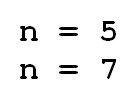 n = 5
n = 7